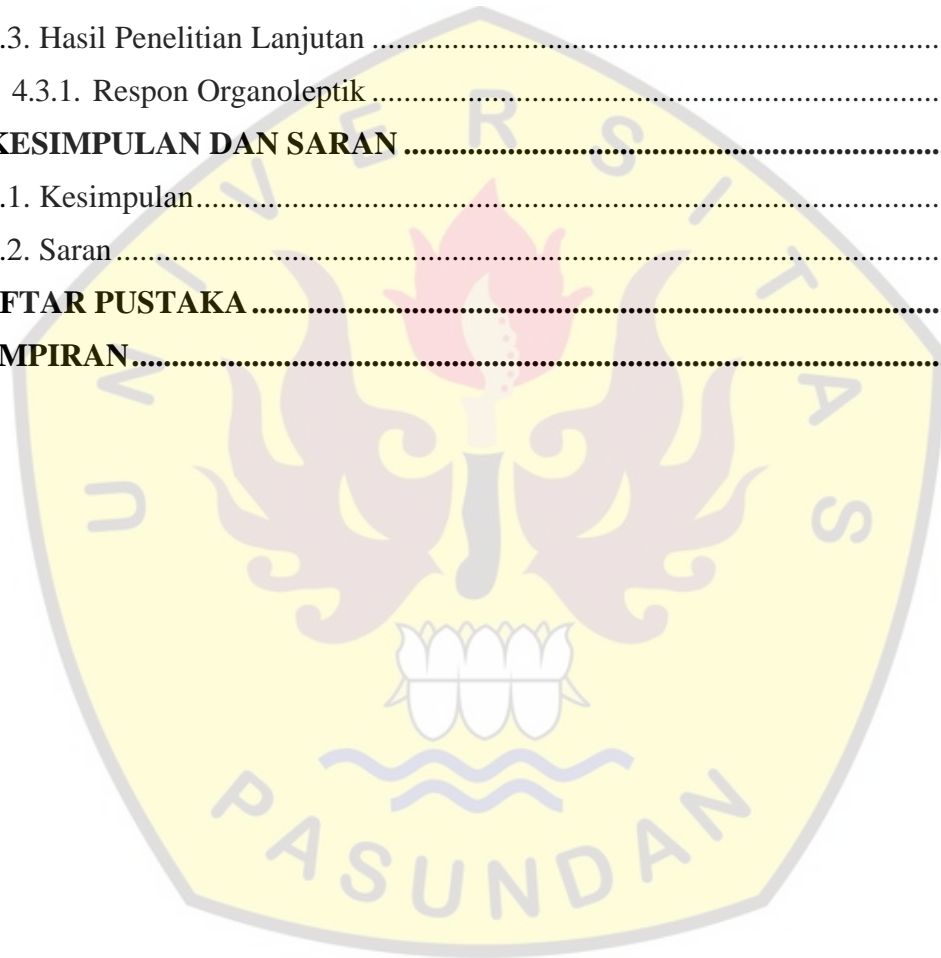 .3. Hasil Penelitian Lanjutan ..........................................................................
4.3.1. Respon Organoleptik ..........................................................................
KESIMPULAN DAN SARAN ..........................................................................
.1. Kesimpulan..........................................................................
.2. Saran ..........................................................................
FTAR PUSTAKA ..........................................................................
MPIRAN..........................................................................
UNIVERSITAS
PASUNDAN